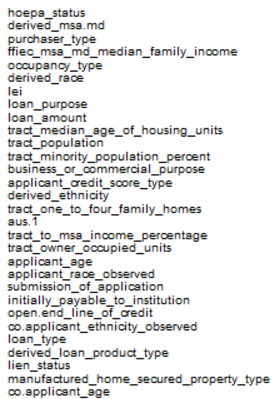 hoepa_status
derived_msa.md
purchaser_type
ffiec_msa_md_median_family_income
occupancy_type
derived_race
lei
loan_purpose
loan_amount
tract_median_age_of_housing_units
tract_population
tract_minority_population_percent
business_or_commercial_purpose
applicant_credit_score_type
derived_ethnicity
tract_one_to_four_family_homes
aus.1
tract_to_msa_income_percentage
tract_owner_occupied_units
applicant_age
applicant_race_observed
submission_of_application
initially_payable_to_institution
open.end_line_of_credit
co.applicant_ethnicity_observed
loan_type
derived_loan_product_type
lien_status
manufactured_home_secured_property_type
co.applicant_age